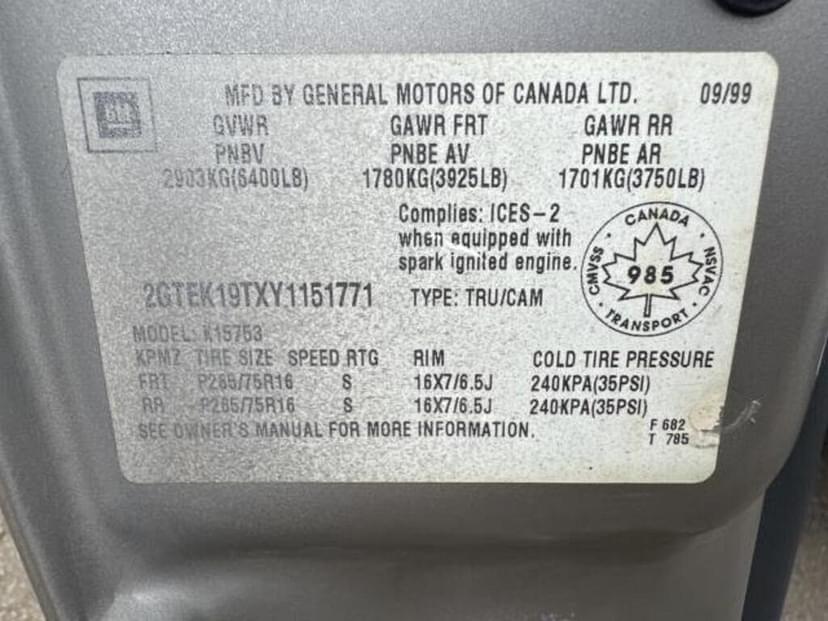 GM
MFD BY GENERAL MOTORS OF CANADA LTD. 09/99
GVWR GAWR FRT GAWR RR
PNBV PNBE AV PNBE AR
2903KG(6400LB) 1780KG(3925LB) 1701KG(3750LB)
Complies: ICES-2
when equipped with
spark ignited engine.
CANADA
CMVSS 985 NSVAC
TRANSPORT
2GTEK19TXY1151771 TYPE: TRU/CAM
MODEL: K15753
KPMZ TIRE SIZE SPEED RTG RIM COLD TIRE PRESSURE
FRT P265/75R16 S 16X7/6.5J 240KPA(35PSI)
RR P265/75R16 S 16X7/6.5J 240KPA(35PSI)
SEE OWNER'S MANUAL FOR MORE INFORMATION.
F 682
T 785